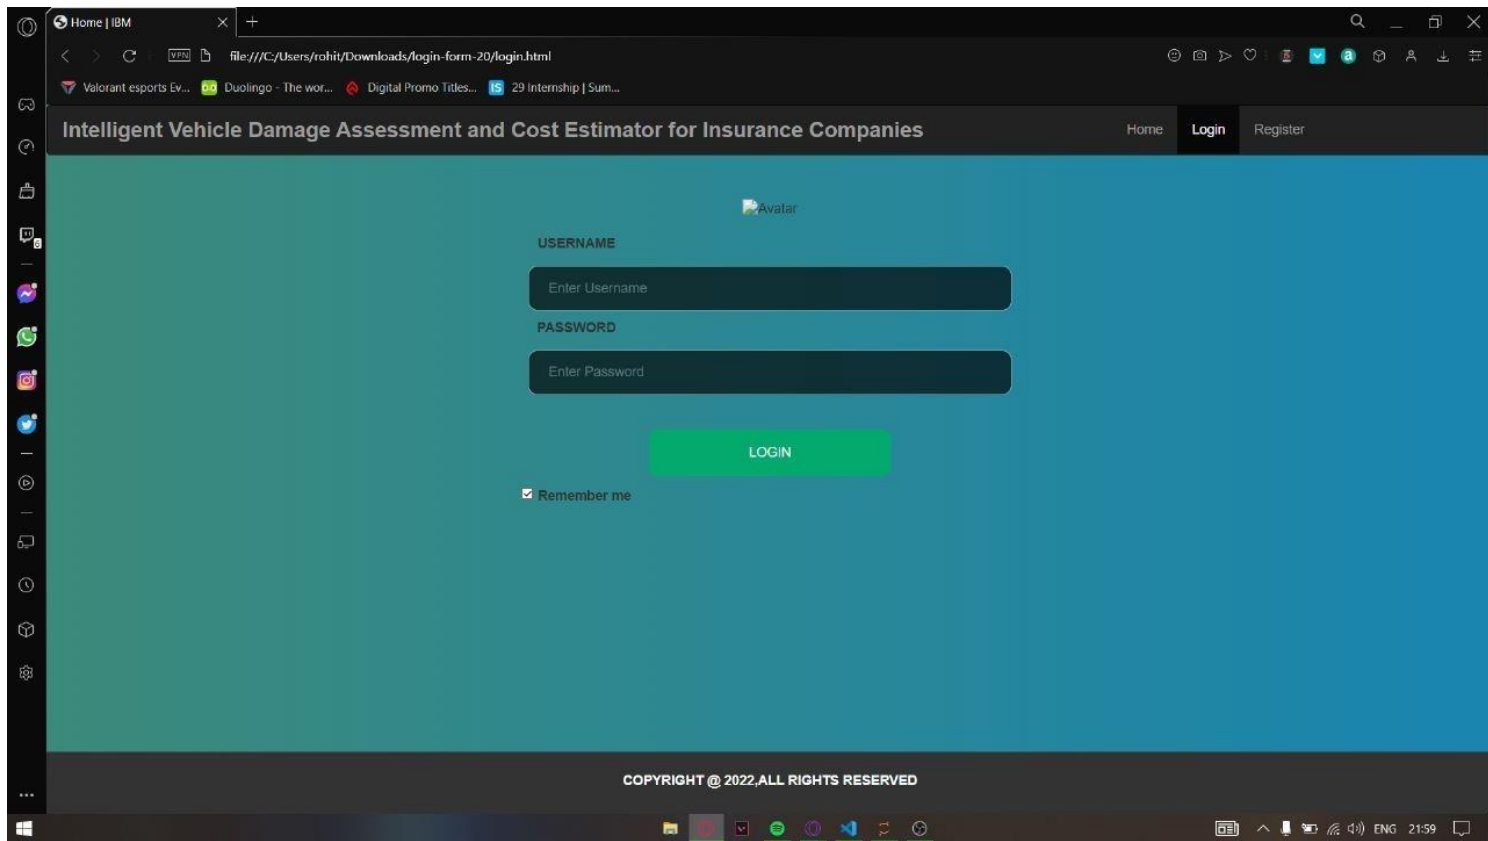 Home | IBM
VPN
file:///C:/Users/rohit/Downloads/login-form-20/login.html
Valorant esports Ev...
Duolingo - The wor...
Digital Promo Titles...
IS
29 Internship | Sum...
Intelligent Vehicle Damage Assessment and Cost Estimator for Insurance Companies
Home
Login
Register
Avatar
USERNAME
Enter Username
PASSWORD
Enter Password
LOGIN
Remember me
COPYRIGHT @ 2022,ALL RIGHTS RESERVED
ENG
21:59